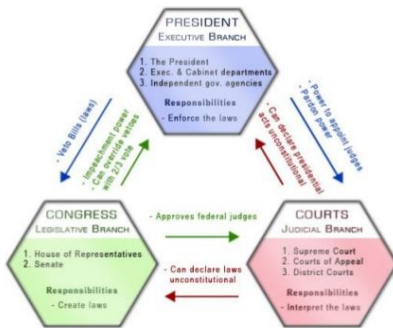 PRESIDENT
EXECUTIVE BRANCH
1. The President
2. Exec. & Cabinet departments
3. Independent gov. agencies
Responsibilities
- Enforce the laws
- Veto Bills (laws)
- Impeachment power
- Can override vetoes
with 2/3 vote
- Can declare presidential
acts unconstitutional
- Power to appoint judges
- Pardon power
CONGRESS
LEGISLATIVE BRANCH
1. House of Representatives
2. Senate
Responsibilities
- Create laws
- Approves federal judges
- Can declare laws
unconstitutional
COURTS
JUDICIAL BRANCH
1. Supreme Court
2. Courts of Appeal
3. District Courts
Responsibilities
- Interpret the laws